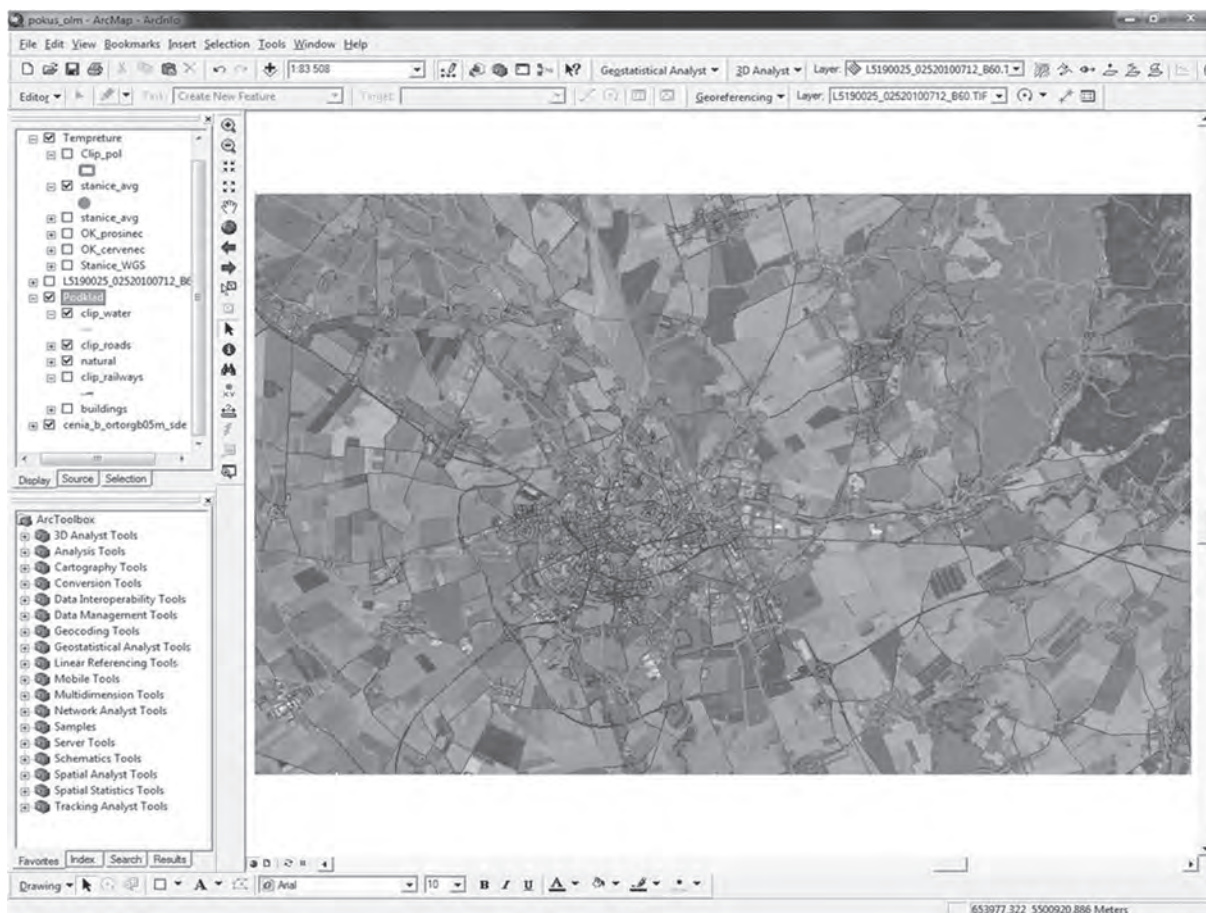 pokus_olm - ArcMap - ArcInfo
File Edit View Bookmarks Insert Selection Tools Window Help
1:83 508 Geostatistical Analyst 3D Analyst Layer: L5190025_02520100712_B60.T
Editor Create New Feature Target: Georeferencing Layer: L5190025_02520100712_B60.TIF
Tempreture
Clip_pol
stanice_avg
stanice_avg
OK_prosinec
OK_cervenec
Stanice_WGS
L5190025_02520100712_B6
Podklad
clip_water
clip_roads
natural
clip_railways
buildings
cenia_b_ortorgb05m_sde
Display Source Selection
ArcToolbox
3D Analyst Tools
Analysis Tools
Cartography Tools
Conversion Tools
Data Interoperability Tools
Data Management Tools
Geocoding Tools
Geostatistical Analyst Tools
Linear Referencing Tools
Mobile Tools
Multidimension Tools
Network Analyst Tools
Samples
Server Tools
Schematics Tools
Spatial Analyst Tools
Spatial Statistics Tools
Tracking Analyst Tools
Favorites Index Search Results
Drawing A Arial 10 B I U A
653977,322 5500920,886 Meters